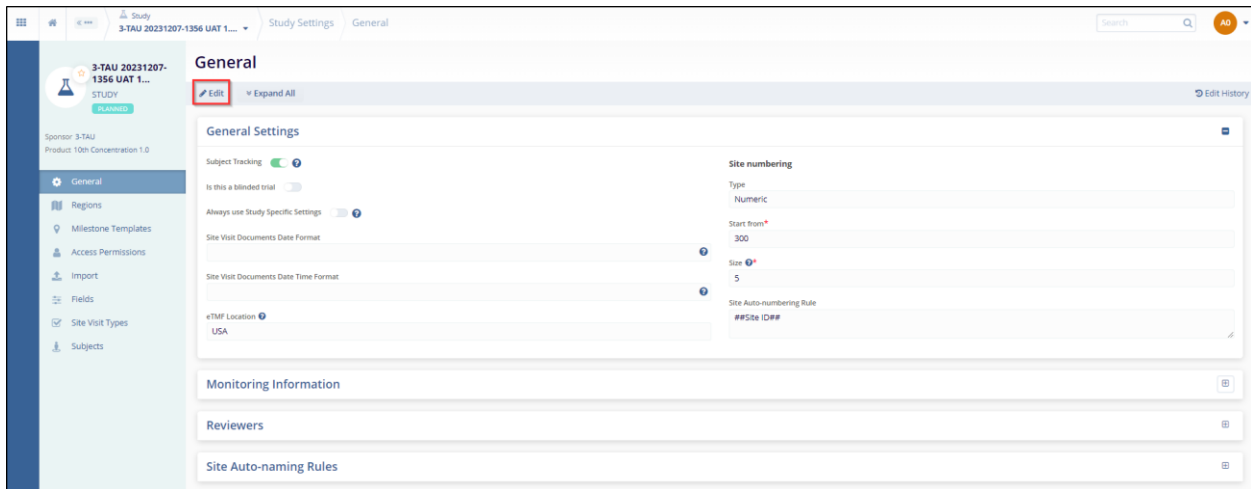 Study
3-TAU 20231207-1356 UAT 1....
Study Settings
General
Search
AO
3-TAU 20231207-
1356 UAT 1...
STUDY
PLANNED
Sponsor 3-TAU
Product 10th Concentration 1.0
General
Regions
Milestone Templates
Access Permissions
Import
Fields
Site Visit Types
Subjects
General
Edit
Expand All
Edit History
General Settings
Subject Tracking
Is this a blinded trial
Always use Study Specific Settings
Site Visit Documents Date Format
Site Visit Documents Date Time Format
eTMF Location
USA
Site numbering
Type
Numeric
Start from*
300
Size *
5
Site Auto-numbering Rule
##Site ID##
Monitoring Information
Reviewers
Site Auto-naming Rules